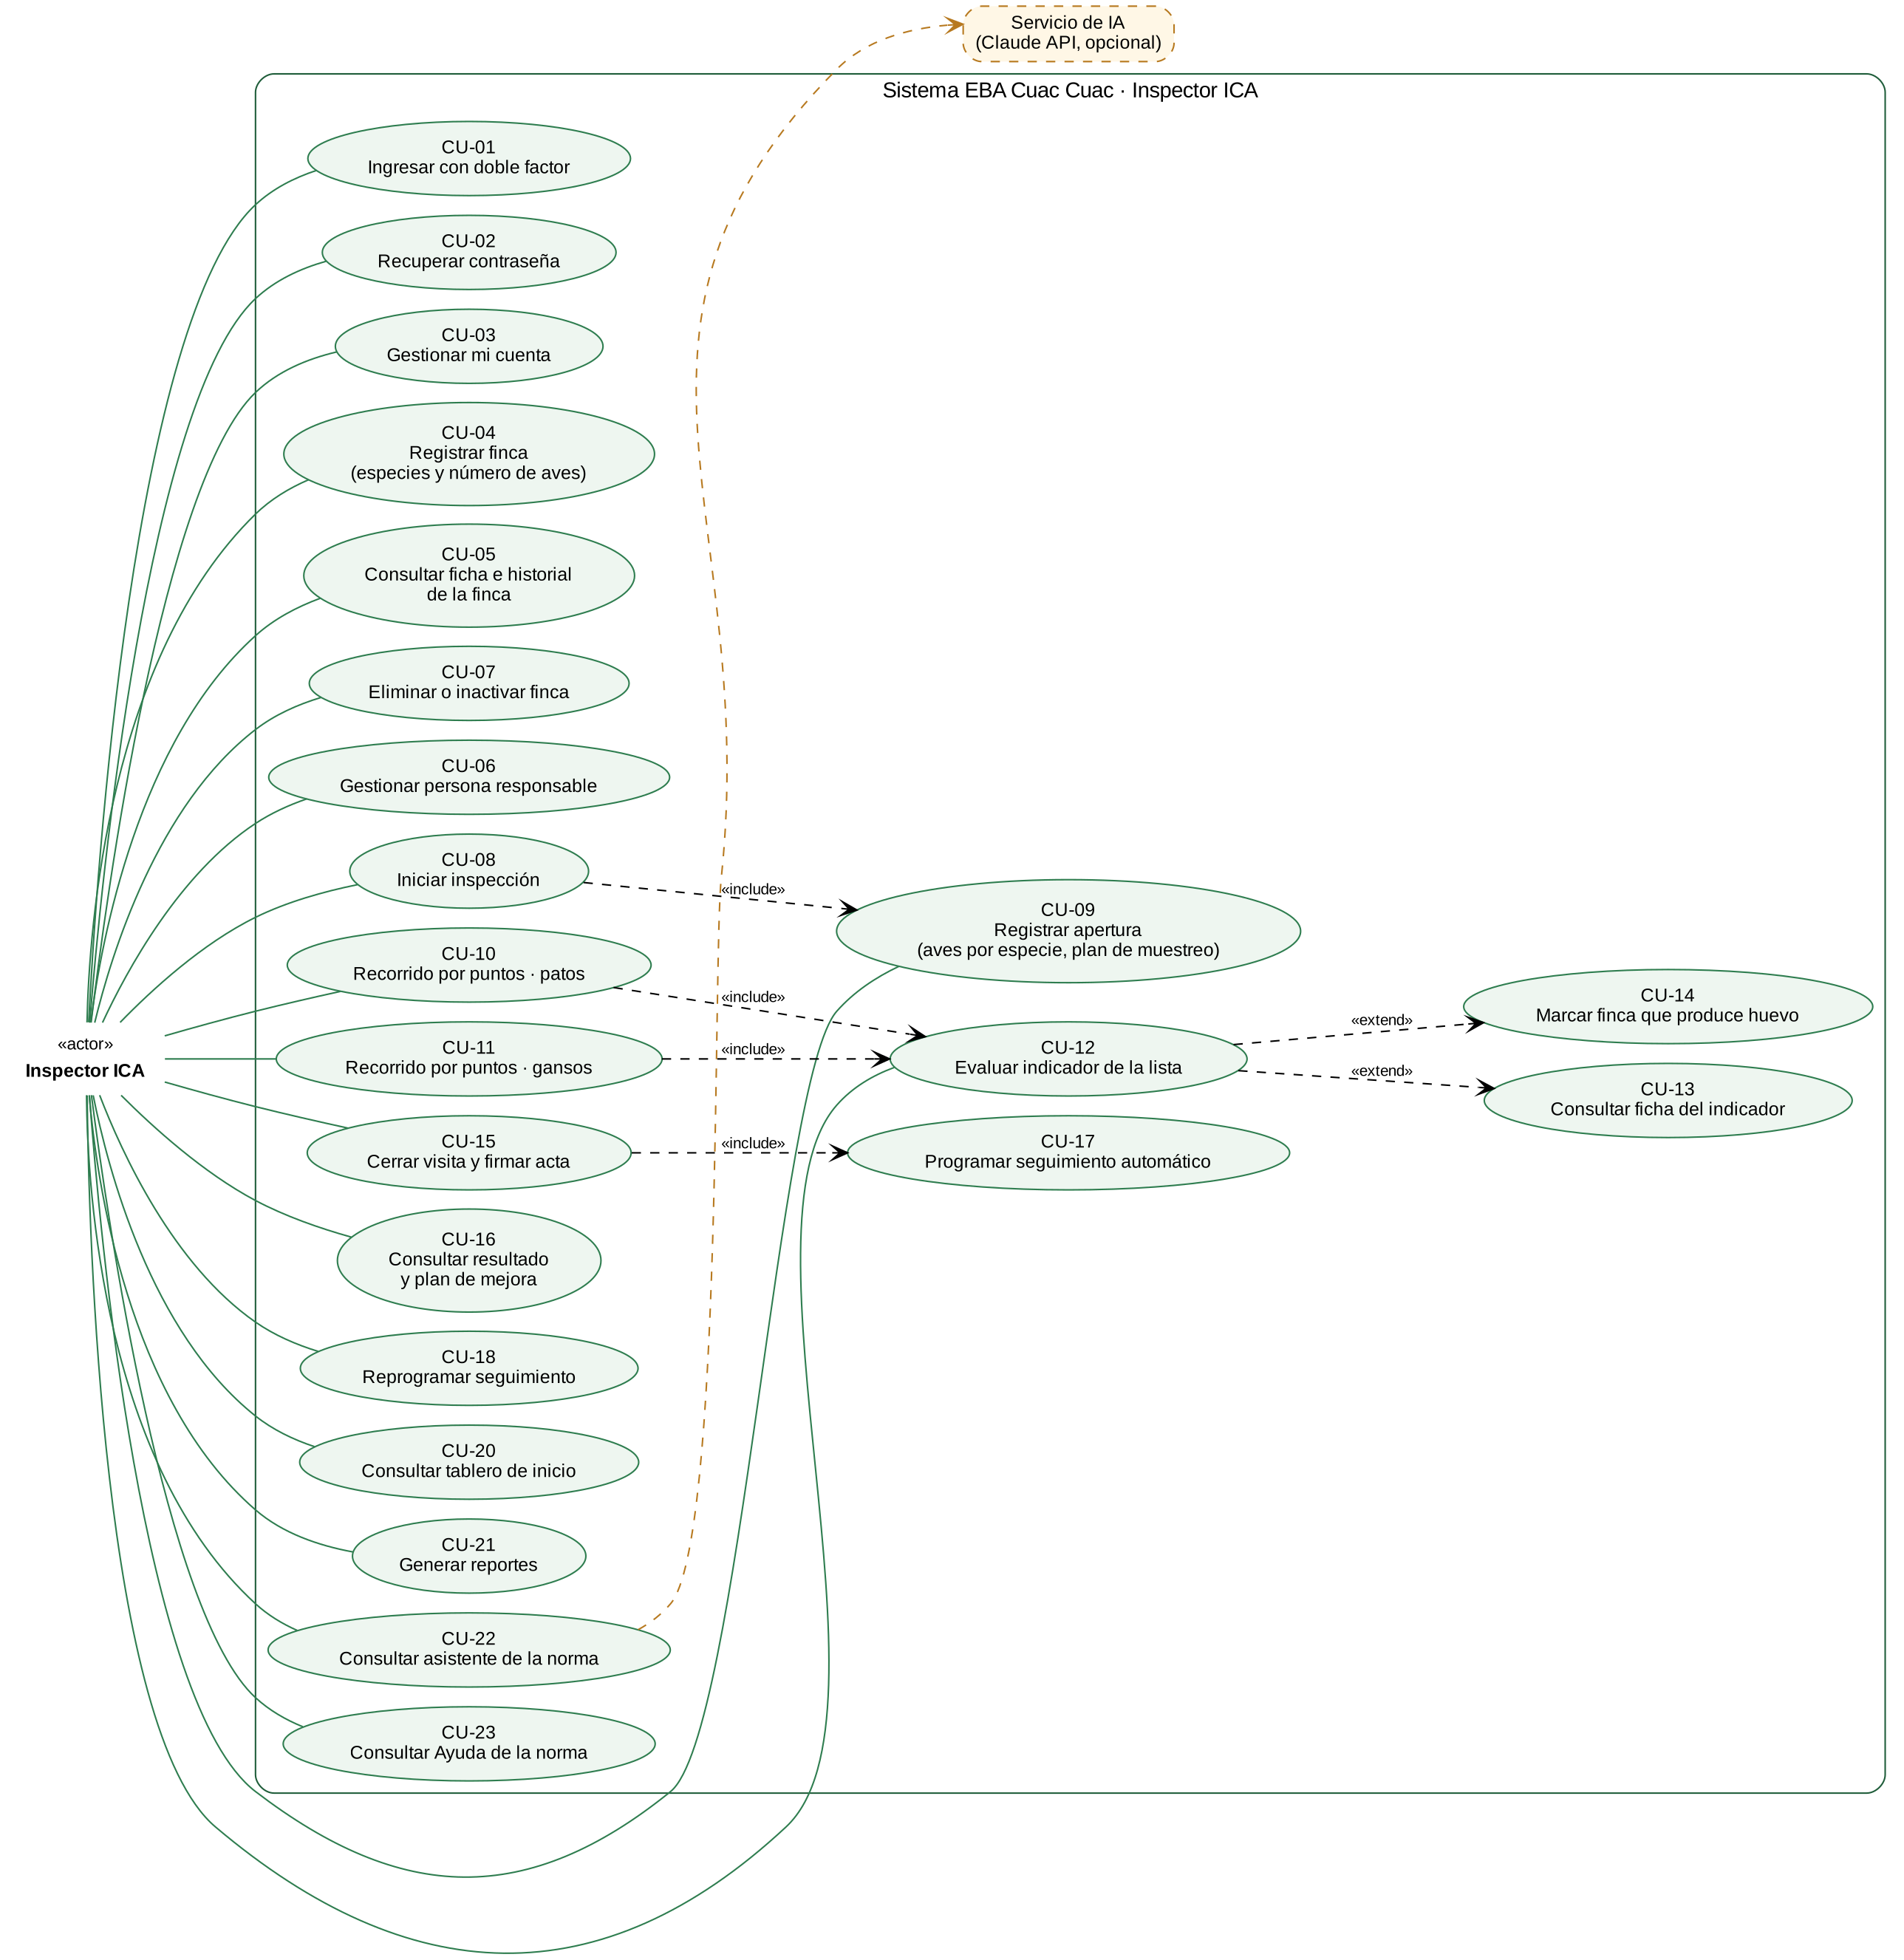 Servicio de IA
(Claude API, opcional)
Sistema EBA Cuac Cuac · Inspector ICA
CU-01
Ingresar con doble factor
CU-02
Recuperar contraseña
CU-03
Gestionar mi cuenta
CU-04
Registrar finca
(especies y número de aves)
CU-05
Consultar ficha e historial
de la finca
CU-07
Eliminar o inactivar finca
CU-06
Gestionar persona responsable
CU-08
Iniciar inspección
«include»
CU-09
Registrar apertura
(aves por especie, plan de muestreo)
CU-10
Recorrido por puntos · patos
«include»
CU-14
Marcar finca que produce huevo
«extend»
«actor»
Inspector ICA
CU-11
Recorrido por puntos · gansos
«include»
CU-12
Evaluar indicador de la lista
«extend»
CU-13
Consultar ficha del indicador
CU-15
Cerrar visita y firmar acta
«include»
CU-17
Programar seguimiento automático
CU-16
Consultar resultado
y plan de mejora
CU-18
Reprogramar seguimiento
CU-20
Consultar tablero de inicio
CU-21
Generar reportes
CU-22
Consultar asistente de la norma
CU-23
Consultar Ayuda de la norma